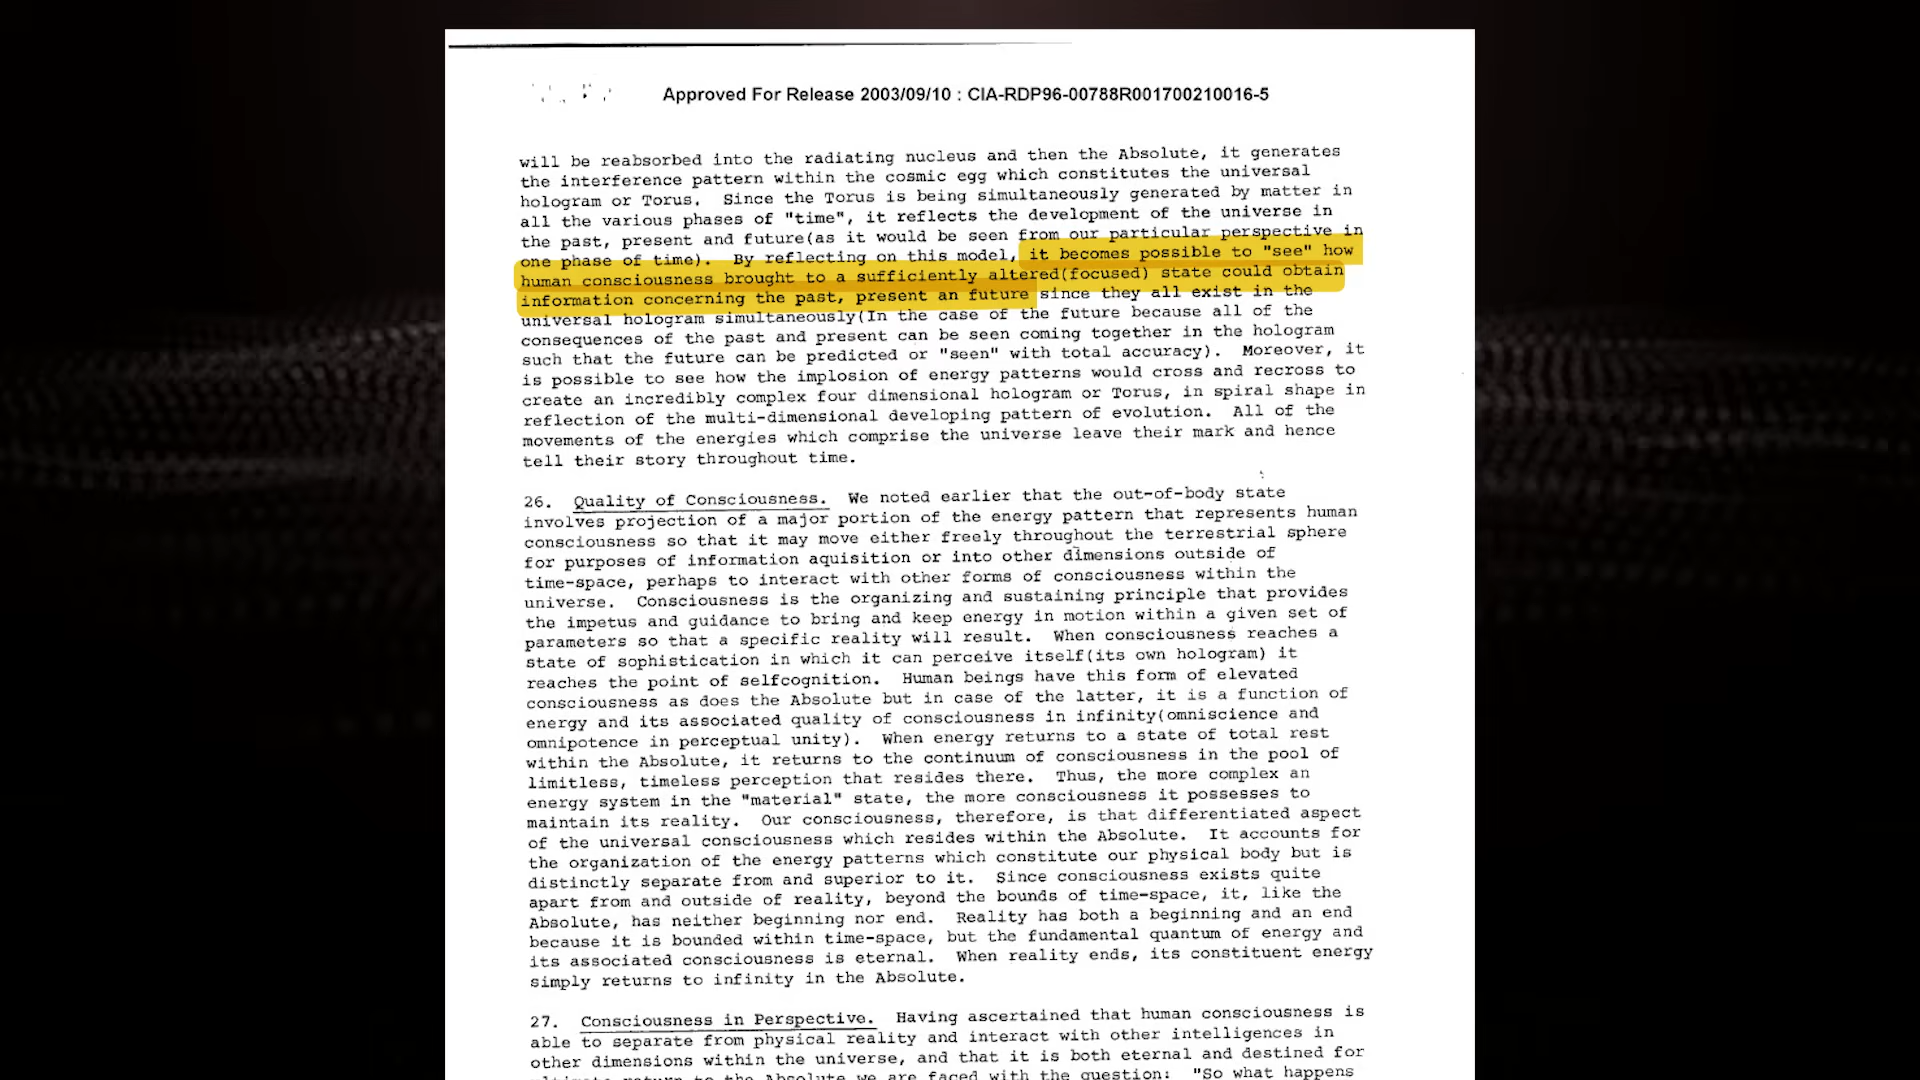 Approved For Release 2003/09/10 : CIA-RDP96-00788R001700210016-5
will be reabsorbed into the radiating nucleus and then the Absolute, it generates
the interference pattern within the cosmic egg which constitutes the universal
hologram or Torus. Since the Torus is being simultaneously generated by matter in
all the various phases of "time", it reflects the development of the universe in
the past, present and future(as it would be seen from our particular perspective in
one phase of time). By reflecting on this model, it becomes possible to "see" how
human consciousness brought to a sufficiently altered(focused) state could obtain
information concerning the past, present an future since they all exist in the
universal hologram simultaneously(In the case of the future because all of the
consequences of the past and present can be seen coming together in the hologram
such that the future can be predicted or "seen" with total accuracy). Moreover, it
is possible to see how the implosion of energy patterns would cross and recross to
create an incredibly complex four dimensional hologram or Torus, in spiral shape in
reflection of the multi-dimensional developing pattern of evolution. All of the
movements of the energies which comprise the universe leave their mark and hence
tell their story throughout time.
26. Quality of Consciousness. We noted earlier that the out-of-body state
involves projection of a major portion of the energy pattern that represents human
consciousness so that it may move either freely throughout the terrestrial sphere
for purposes of information aquisition or into other dimensions outside of
time-space, perhaps to interact with other forms of consciousness within the
universe. Consciousness is the organizing and sustaining principle that provides
the impetus and guidance to bring and keep energy in motion within a given set of
parameters so that a specific reality will result. When consciousness reaches a
state of sophistication in which it can perceive itself(its own hologram) it
reaches the point of selfcognition. Human beings have this form of elevated
consciousness as does the Absolute but in case of the latter, it is a function of
energy and its associated quality of consciousness in infinity(omniscience and
omnipotence in perceptual unity). When energy returns to a state of total rest
within the Absolute, it returns to the continuum of consciousness in the pool of
limitless, timeless perception that resides there. Thus, the more complex an
energy system in the "material" state, the more consciousness it possesses to
maintain its reality. Our consciousness, therefore, is that differentiated aspect
of the universal consciousness which resides within the Absolute. It accounts for
the organization of the energy patterns which constitute our physical body but is
distinctly separate from and superior to it. Since consciousness exists quite
apart from and outside of reality, beyond the bounds of time-space, it, like the
Absolute, has neither beginning nor end. Reality has both a beginning and an end
because it is bounded within time-space, but the fundamental quantum of energy and
its associated consciousness is eternal. When reality ends, its constituent energy
simply returns to infinity in the Absolute.
27. Consciousness in Perspective. Having ascertained that human consciousness is
able to separate from physical reality and interact with other intelligences in
other dimensions within the universe, and that it is both eternal and destined for
ultimate return to the Absolute we are faced with the question: "So what happens